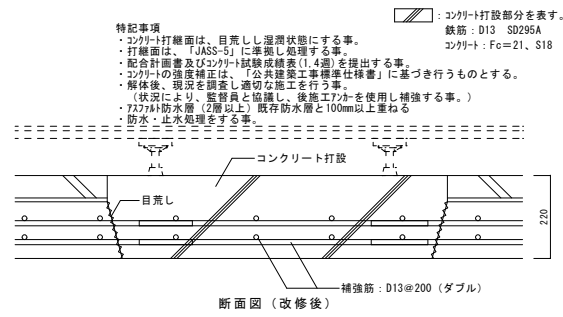 特記事項
・コンクリート打継面は、目荒しし湿潤状態にする事。
・打継面は、「JASS-5」に準拠し処理する事。
・配合計画書及びコンクリート試験成績表(1,4週)を提出する事。
・コンクリートの強度補正は、「公共建築工事標準仕様書」に基づき行うものとする。
・解体後、現況を調査し適切な施工を行う事。
(状況により、監督員と協議し、後施工アンカーを使用し補強する事。)
・アスファルト防水層(2層以上)既存防水層と100mm以上重ねる
・防水・止水処理をする事。
:コンクリート打設部分を表す。
鉄筋:D13 SD295A
コンクリート:Fc=21、S18
コンクリート打設
目荒し
220
補強筋:D13@200(ダブル)
断面図(改修後)